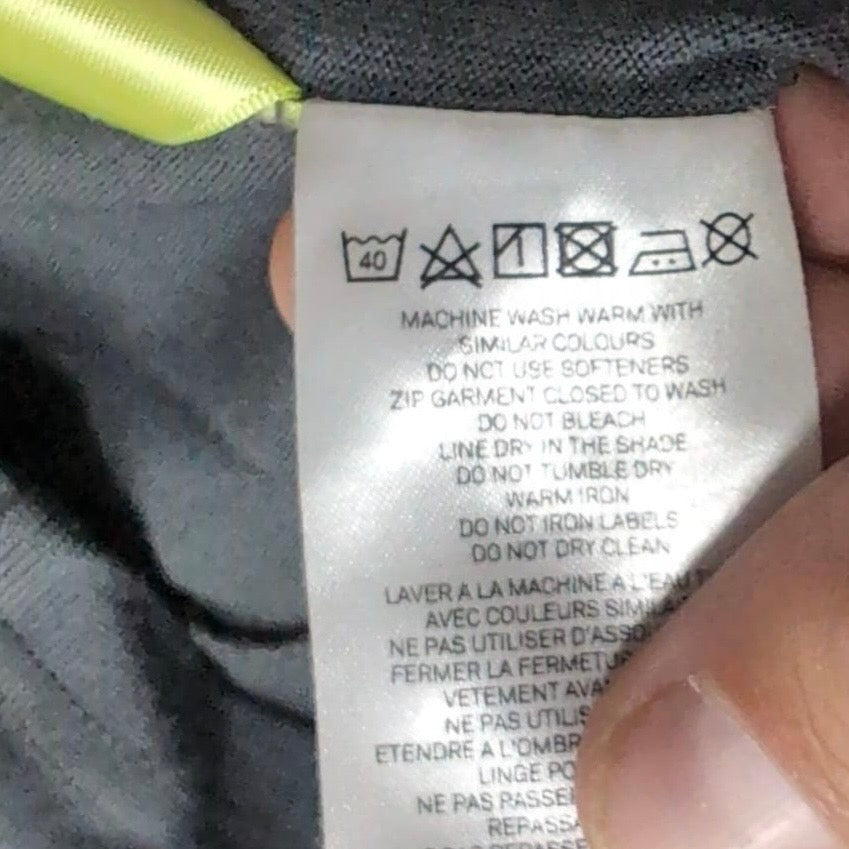 40
MACHINE WASH WARM WITH
SIMILAR COLOURS
DO NOT USE SOFTENERS
ZIP GARMENT CLOSED TO WASH
DO NOT BLEACH
LINE DRY IN THE SHADE
DO NOT TUMBLE DRY
WARM IRON
DO NOT IRON LABELS
DO NOT DRY CLEAN
LAVER A LA MACHINE A L'EAU
AVEC COULEURS
NE PAS UTILISER
FERMER LA
VETEMENT
NE PAS
ETENDRE A
LINGE
NE PAS